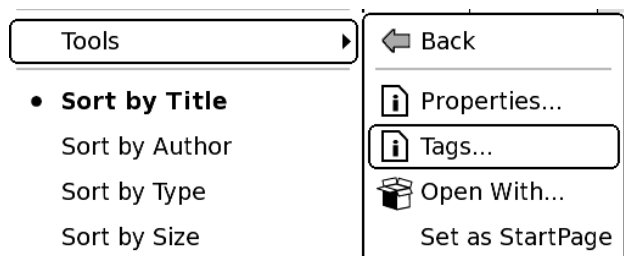 Tools
Sort by Title
Sort by Author
Sort by Type
Sort by Size
Back
Properties...
Tags...
Open With...
Set as StartPage